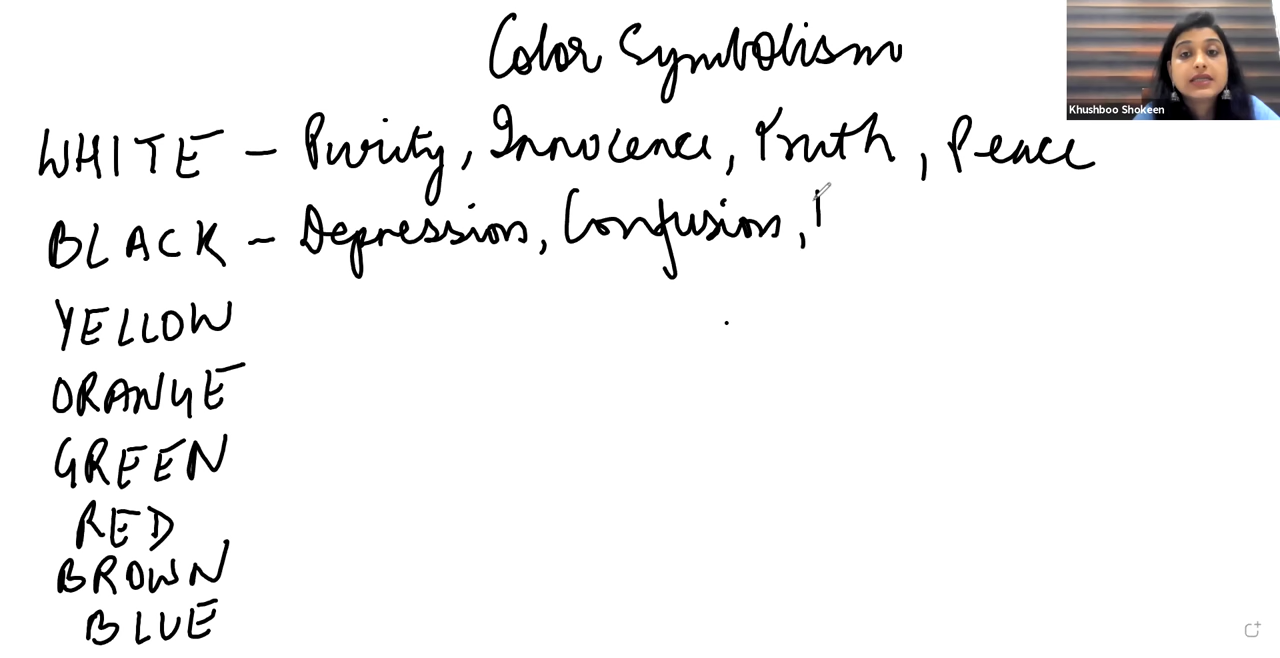 Color Symbolism
Khushboo Shokeen
WHITE - Purity, Innocence, Truth, Peace
BLACK - Depression, Confusion,
YELLOW
ORANGE
GREEN
RED
BROWN
BLUE